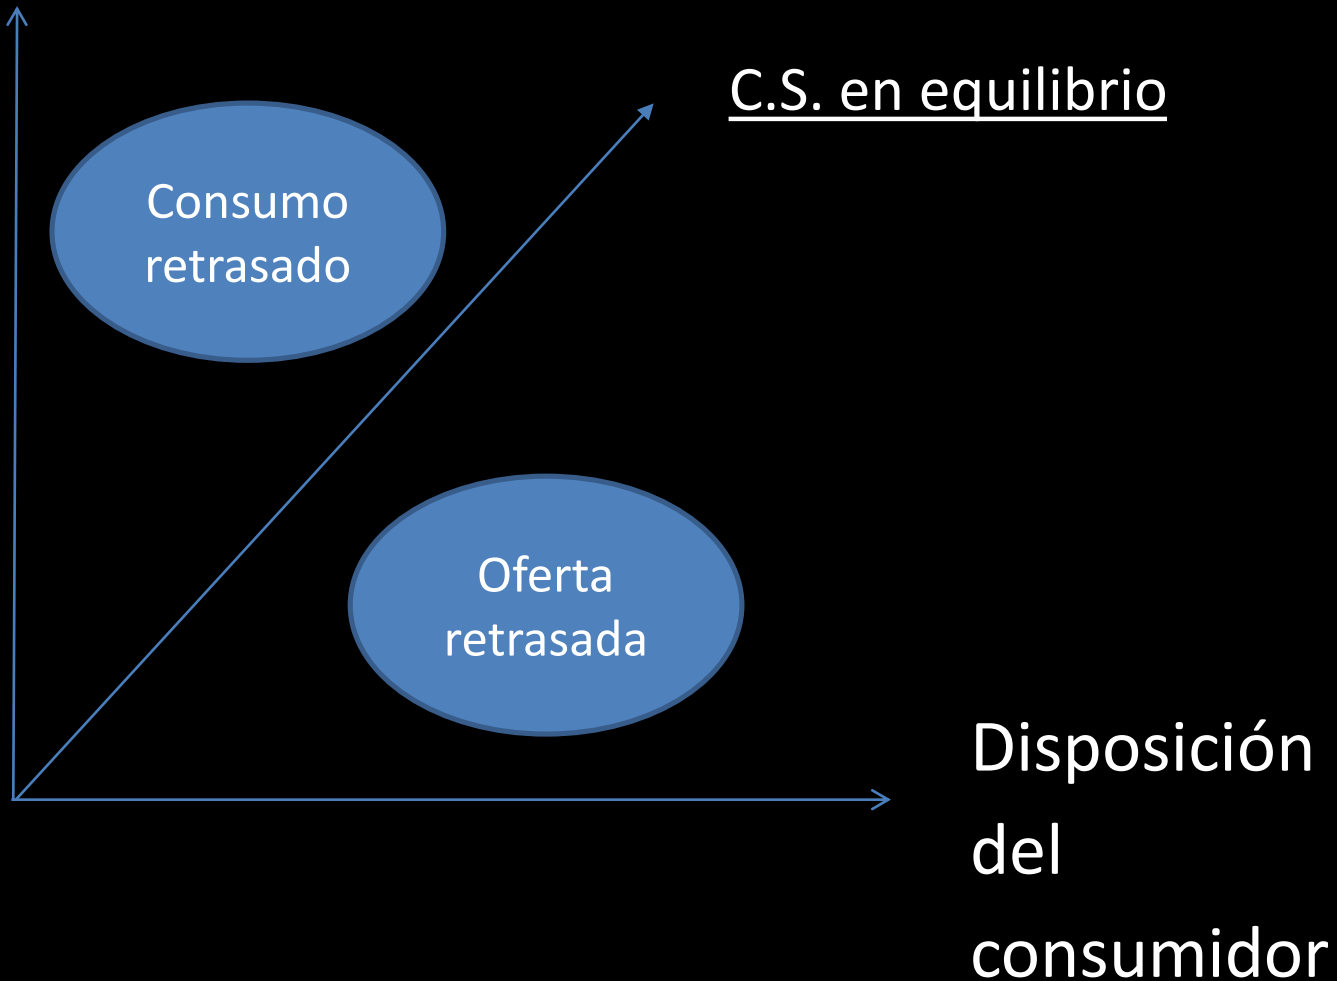 C.S. en equilibrio
Consumo
retrasado
Oferta
retrasada
Disposición
del
consumidor